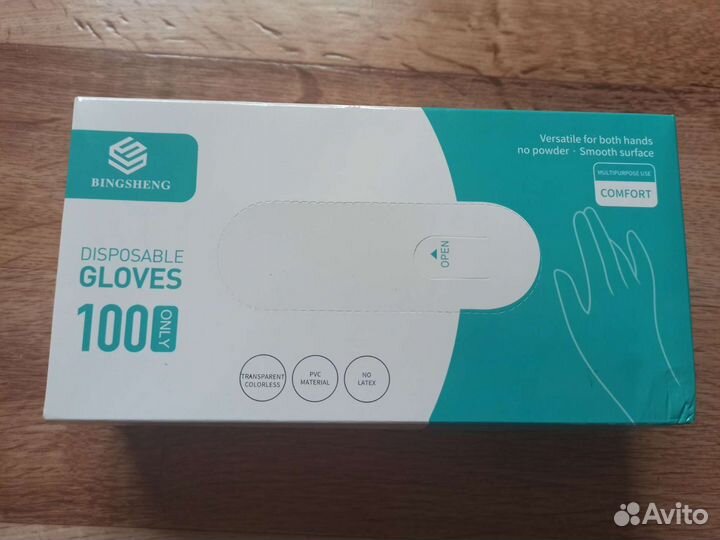 BINGSHENG
DISPOSABLE
GLOVES
100 ONLY
OPEN
TRANSPARENT
COLORLESS
PVC
MATERIAL
NO
LATEX
Versatile for both hands
no powder · Smooth surface
MULTIPURPOSE USE
COMFORT
Avito